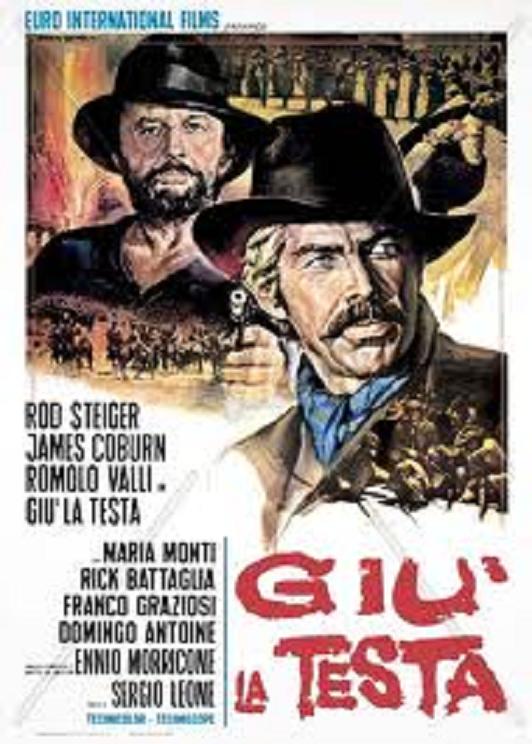 EURO INTERNATIONAL FILMS
ROD STEIGER
JAMES COBURN
ROMOLO VALLI in
GIU' LA TESTA
MARIA MONTI
RICK BATTAGLIA
FRANCO GRAZIOSI
DOMINGO ANTOINE
ENNIO MORRICONE
SERGIO LEONE
TECHNICOLOR - TECHNISCOPE
GIU'
LA TESTA